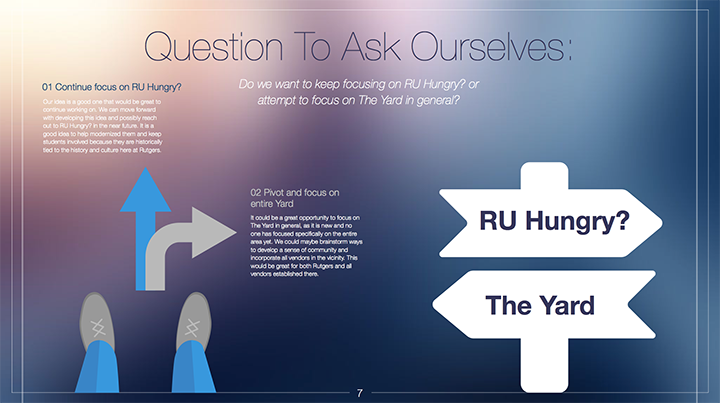 Question To Ask Ourselves:
Do we want to keep focusing on RU Hungry? or
attempt to focus on The Yard in general?
01 Continue focus on RU Hungry?
Our idea is a good one that would be great to
continue working on. We can move forward
with developing this idea and possibly reach
out to RU Hungry? in the near future. It is a
good idea to help modernized them and keep
students involved because they are historically
tied to the history and culture here at Rutgers.
02 Pivot and focus on
entire Yard
It could be a great opportunity to focus on
The Yard in general, as it is new and no
one has focused specifically on the entire
area yet. We could maybe brainstorm ways
to develop a sense of community and
incorporate all vendors in the vicinity. This
would be great for both Rutgers and all
vendors established there.
RU Hungry?
The Yard
7